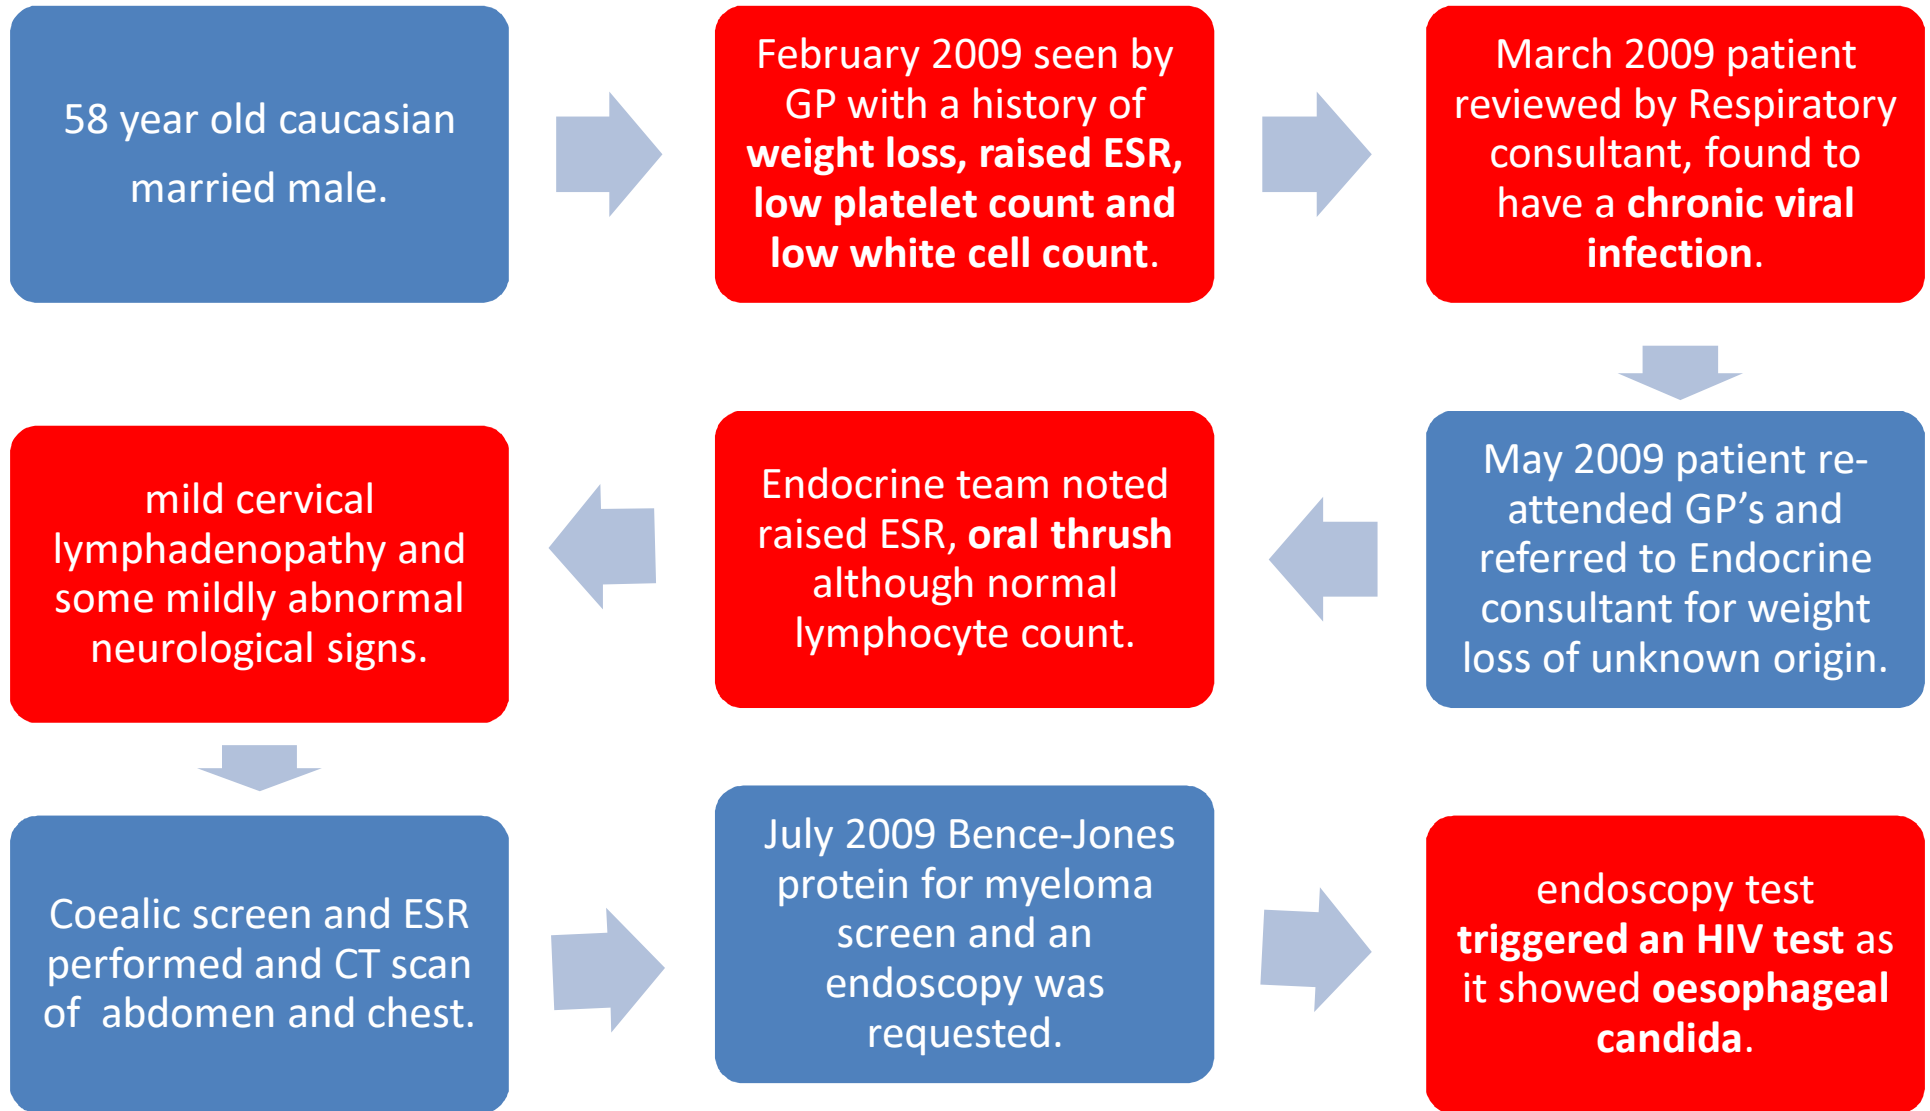 58 year old caucasian
married male.
February 2009 seen by
GP with a history of
weight loss, raised ESR,
low platelet count and
low white cell count.
March 2009 patient
reviewed by Respiratory
consultant, found to
have a chronic viral
infection.
May 2009 patient re-
attended GP’s and
referred to Endocrine
consultant for weight
loss of unknown origin.
Endocrine team noted
raised ESR, oral thrush
although normal
lymphocyte count.
mild cervical
lymphadenopathy and
some mildly abnormal
neurological signs.
Coealic screen and ESR
performed and CT scan
of abdomen and chest.
July 2009 Bence-Jones
protein for myeloma
screen and an
endoscopy was
requested.
endoscopy test
triggered an HIV test as
it showed oesophageal
candida.